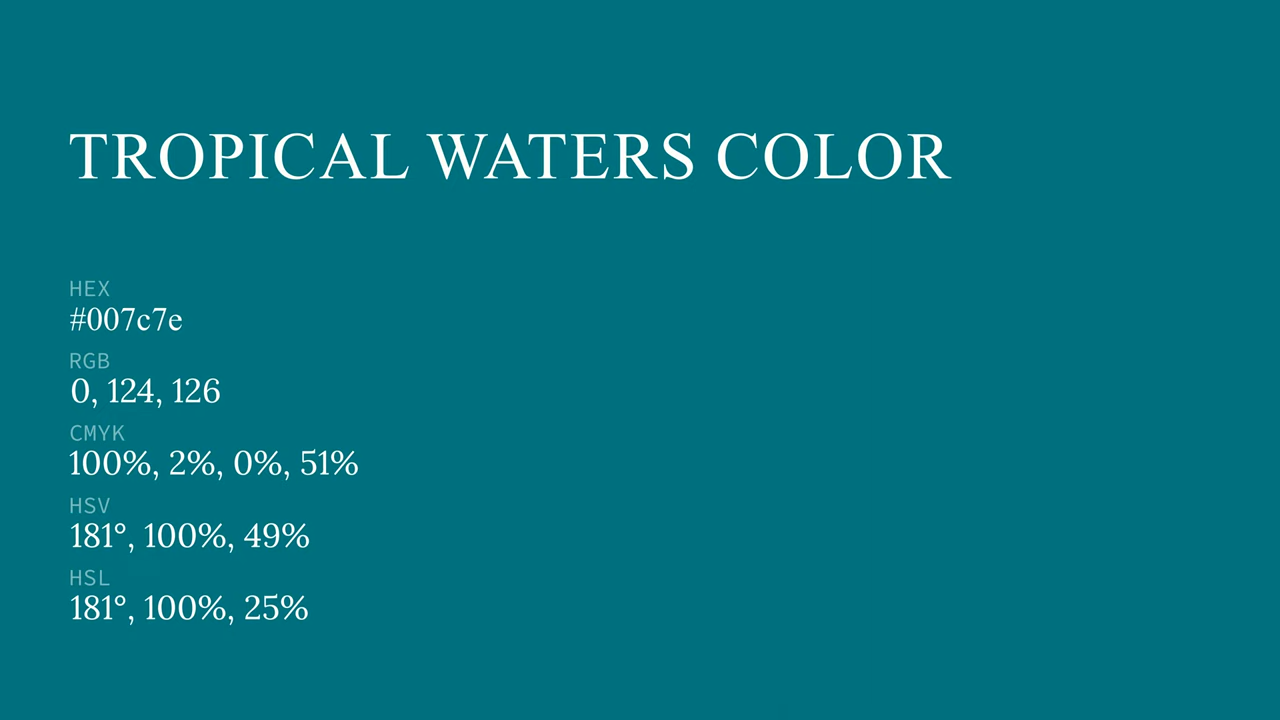 TROPICAL WATERS COLOR
HEX
#007c7e
RGB
0, 124, 126
CMYK
100%, 2%, 0%, 51%
HSV
181°, 100%, 49%
HSL
181°, 100%, 25%